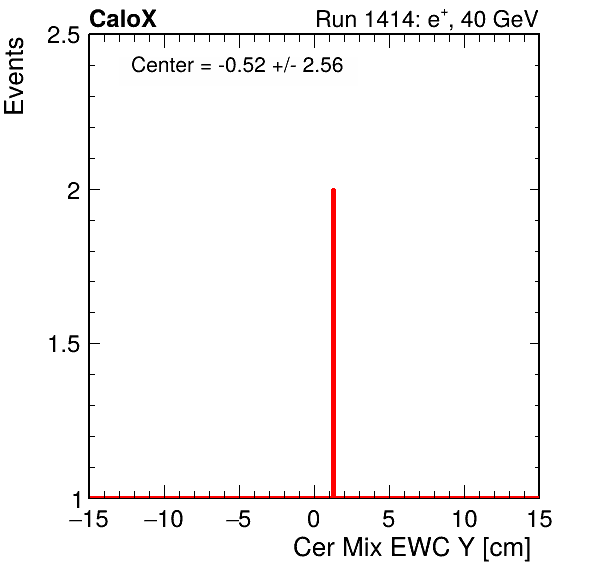 CaloX Run 1414: e⁺, 40 GeV
Center = -0.52 +/- 2.56
Events
2.5
2
1.5
1
−15 −10 −5 0 5 10 15
Cer Mix EWC Y [cm]